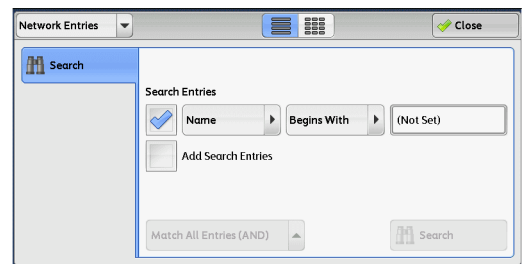 Network Entries
Close
Search
Search Entries
Name
Begins With
(Not Set)
Add Search Entries
Match All Entries (AND)
Search